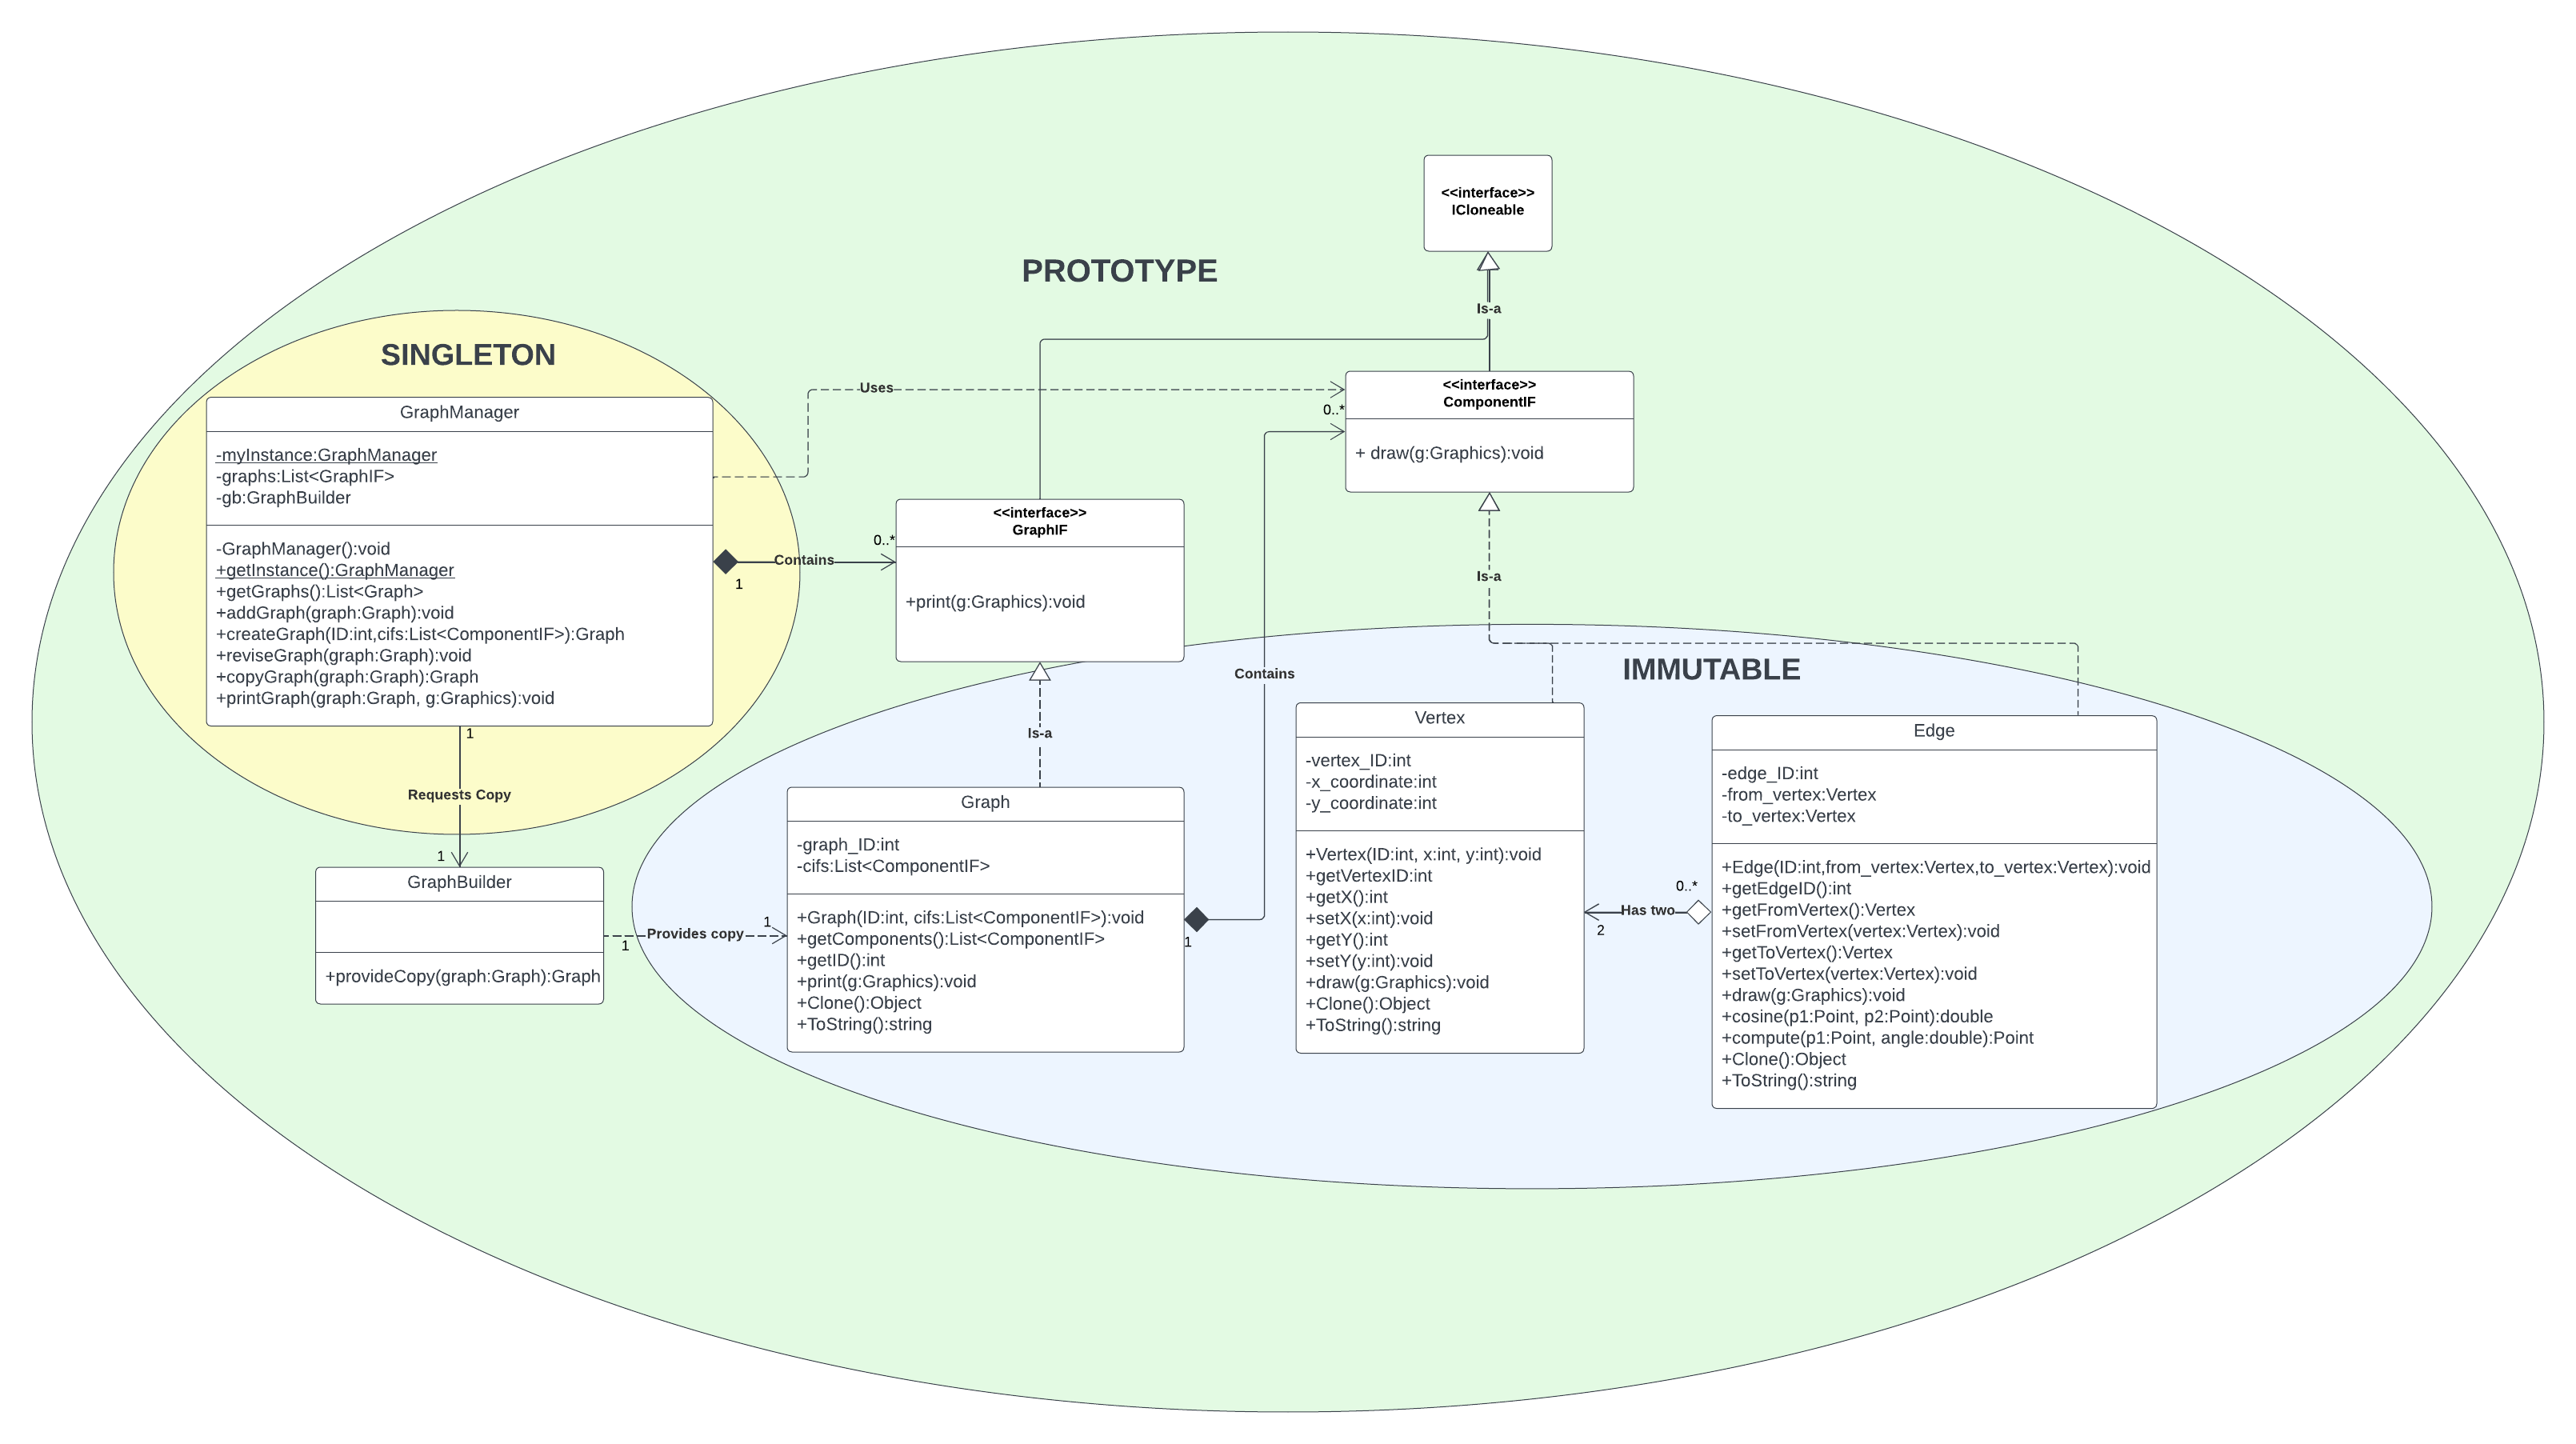 <<interface>>
ICloneable
PROTOTYPE
Is-a
SINGLETON
Uses
<<interface>>
ComponentIF
0..*
+ draw(g:Graphics):void
GraphManager
-myInstance:GraphManager
-graphs:List<GraphIF>
-gb:GraphBuilder
-GraphManager():void
+getInstance():GraphManager
+getGraphs():List<Graph>
+addGraph(graph:Graph):void
+createGraph(ID:int,cifs:List<ComponentIF>):Graph
+reviseGraph(graph:Graph):void
+copyGraph(graph:Graph):Graph
+printGraph(graph:Graph, g:Graphics):void
Contains
0..*
1
<<interface>>
GraphIF
+print(g:Graphics):void
Is-a
Contains
IMMUTABLE
1
Requests Copy
1
GraphBuilder
+provideCopy(graph:Graph):Graph
1
Provides copy
1
Is-a
Graph
-graph_ID:int
-cifs:List<ComponentIF>
+Graph(ID:int, cifs:List<ComponentIF>):void
+getComponents():List<ComponentIF>
+getID():int
+print(g:Graphics):void
+Clone():Object
+ToString():string
1
Vertex
-vertex_ID:int
-x_coordinate:int
-y_coordinate:int
+Vertex(ID:int, x:int, y:int):void
+getVertexID:int
+getX():int
+setX(x:int):void
+getY():int
+setY(y:int):void
+draw(g:Graphics):void
+Clone():Object
+ToString():string
0..*
Has two
2
Edge
-edge_ID:int
-from_vertex:Vertex
-to_vertex:Vertex
+Edge(ID:int,from_vertex:Vertex,to_vertex:Vertex):void
+getEdgeID():int
+getFromVertex():Vertex
+setFromVertex(vertex:Vertex):void
+getToVertex():Vertex
+setToVertex(vertex:Vertex):void
+draw(g:Graphics):void
+cosine(p1:Point, p2:Point):double
+compute(p1:Point, angle:double):Point
+Clone():Object
+ToString():string